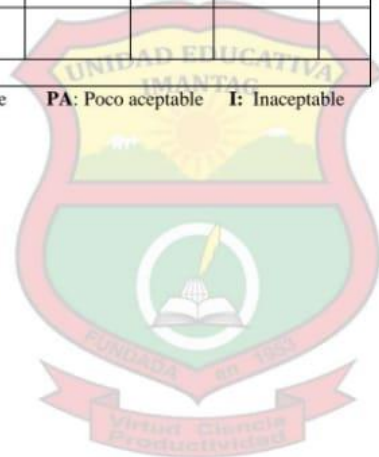 UNIDAD EDUCATIVA
IMANTAG
e PA: Poco aceptable I: Inaceptable
FUNDADA en 1953
Virtud Ciencia
Productividad